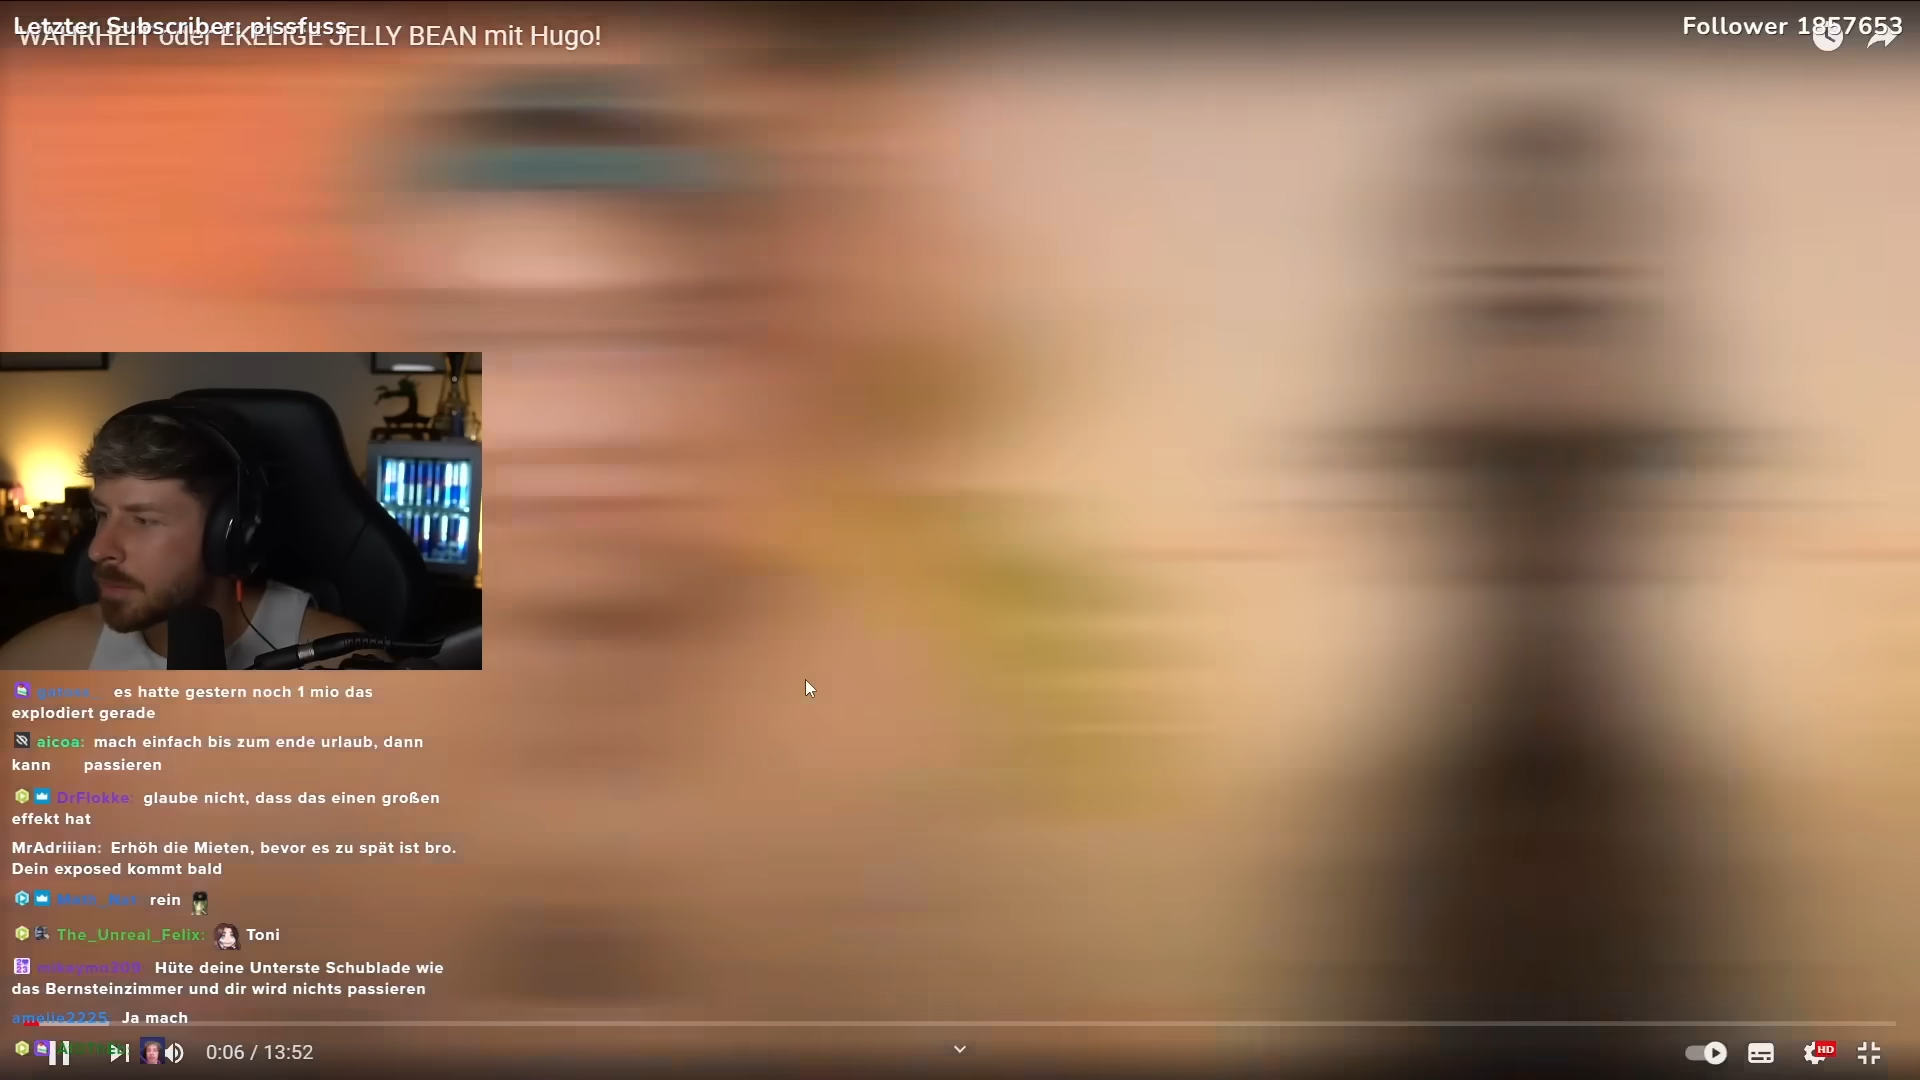 Letzter Subscriber: pissfuss
WAHRHEIT oder EKELIGE JELLY BEAN mit Hugo!
Follower 1857653
es hatte gestern noch 1 mio das
explodiert gerade
aicoa: mach einfach bis zum ende urlaub, dann
kann passieren
DrFlokke: glaube nicht, dass das einen großen
effekt hat
MrAdriiian: Erhöh die Mieten, bevor es zu spät ist bro.
Dein exposed kommt bald
rein
The_Unreal_Felix: Toni
Hüte deine Unterste Schublade wie
das Bernsteinzimmer und dir wird nichts passieren
amelie2225: Ja mach
0:06 / 13:52
HD